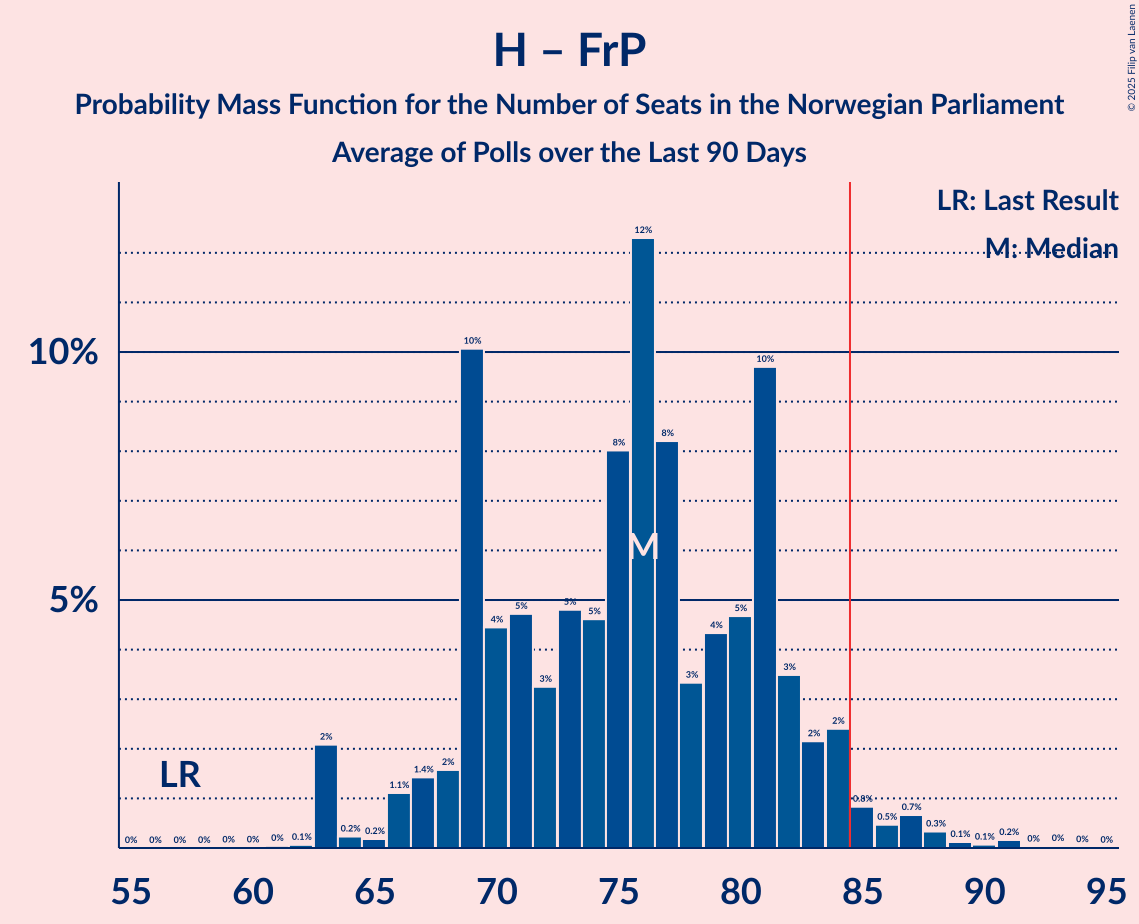 H – FrP
Probability Mass Function for the Number of Seats in the Norwegian Parliament
Average of Polls over the Last 90 Days
© 2025 Filip van Laenen
LR: Last Result
M: Median
10%
5%
LR
M
0% 0% 0% 0% 0% 0% 0% 0.1% 2% 0.2% 0.2% 1.1% 1.4% 2% 10% 4% 5% 3% 5% 5% 8% 12% 8% 3% 4% 5% 10% 3% 2% 2% 0.8% 0.5% 0.7% 0.3% 0.1% 0.1% 0.2% 0% 0% 0% 0%
55 60 65 70 75 80 85 90 95